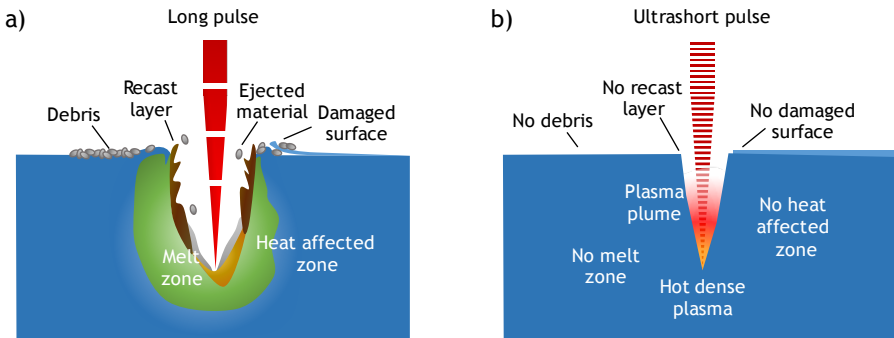 a)
Long pulse
Debris
Recast
layer
Ejected
material
Damaged
surface
Melt
zone
Heat affected
zone
b)
Ultrashort pulse
No debris
No recast
layer
No damaged
surface
Plasma
plume
No heat
affected
zone
No melt
zone
Hot dense
plasma